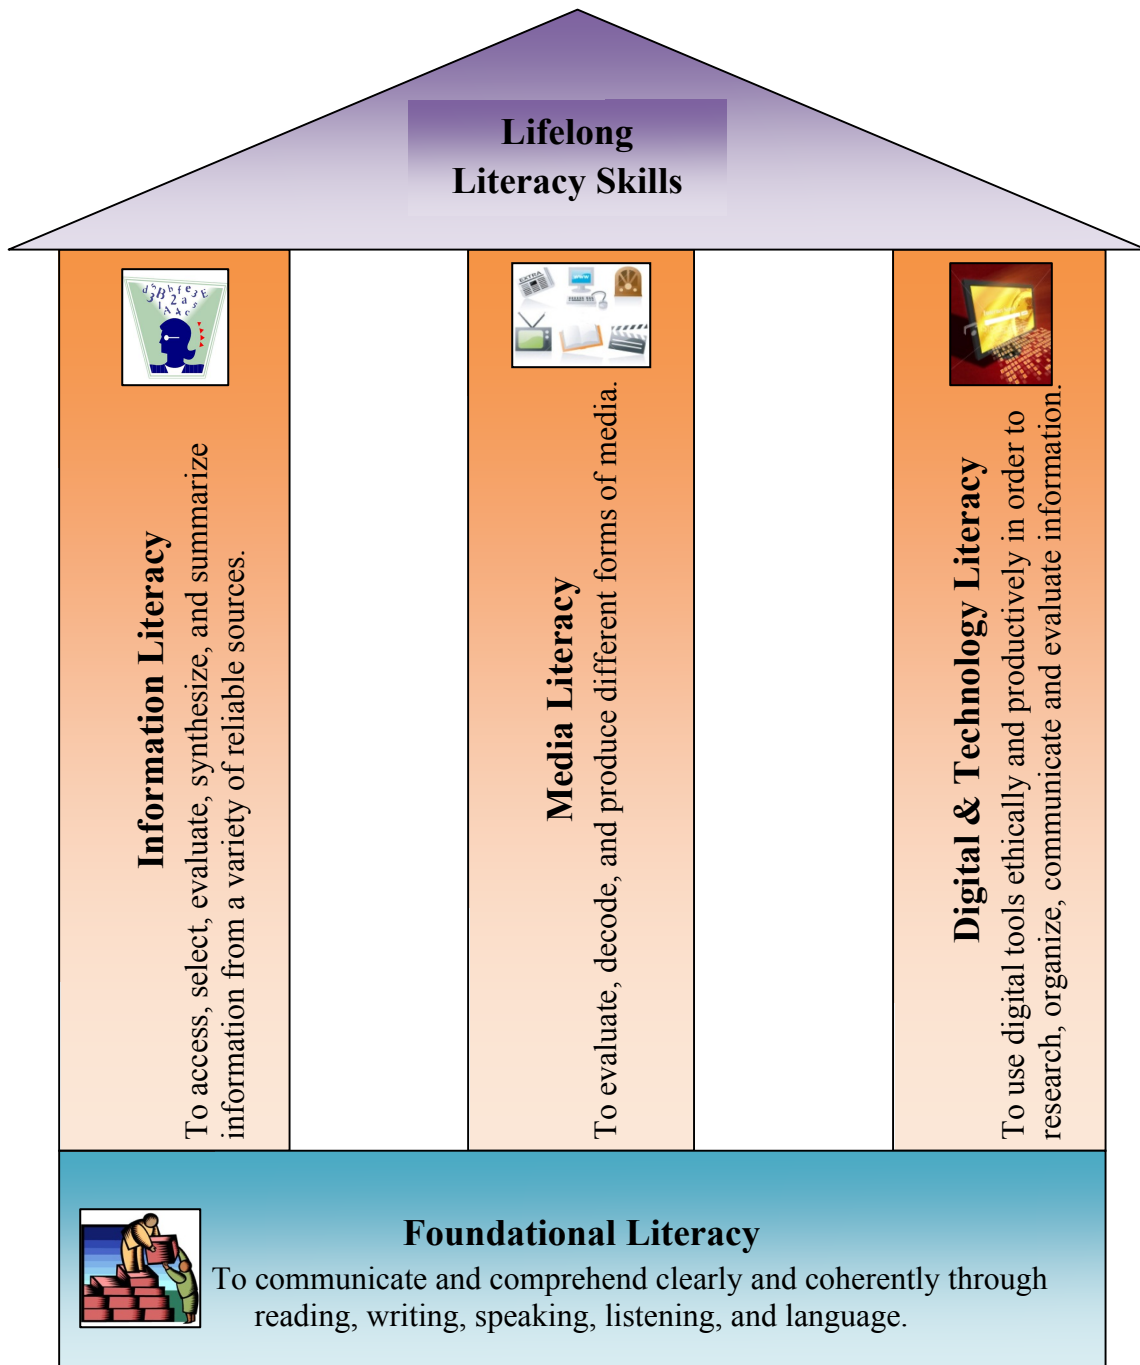 Lifelong
Literacy Skills
EXTRA
Information Literacy
To access, select, evaluate, synthesize, and summarize
information from a variety of reliable sources.
Media Literacy
To evaluate, decode, and produce different forms of media.
Digital & Technology Literacy
To use digital tools ethically and productively in order to
research, organize, communicate and evaluate information.
Foundational Literacy
To communicate and comprehend clearly and coherently through
reading, writing, speaking, listening, and language.